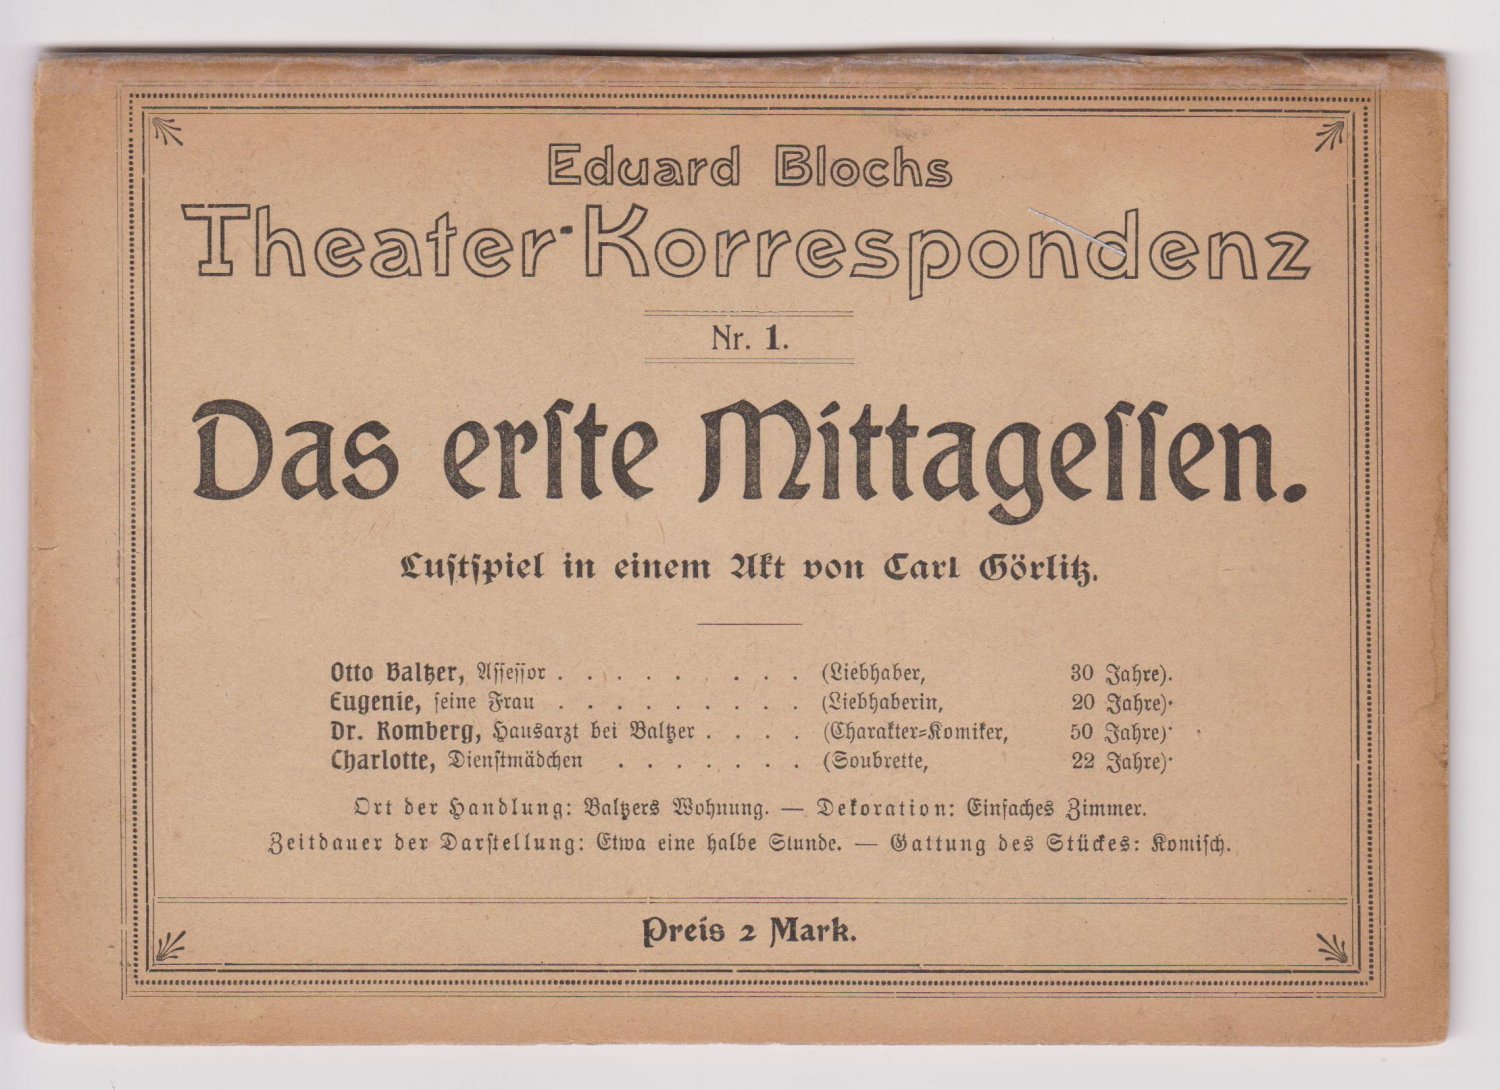 Eduard Blochs
Theater-Korrespondenz
Nr. 1.
Das erſte Mittageſſen.
Luſtſpiel in einem Akt von Carl Görlitz.
Otto Baltzer, Aſſeſſor . . . . . . . . (Liebhaber, 30 Jahre).
Eugenie, ſeine Frau . . . . . . . . . (Liebhaberin, 20 Jahre).
Dr. Romberg, Hausarzt bei Baltzer . . . . (Charakter-Komiker, 50 Jahre).
Charlotte, Dienſtmädchen . . . . . . . (Soubrette, 22 Jahre).
Ort der Handlung: Baltzers Wohnung. — Dekoration: Einfaches Zimmer.
Zeitdauer der Darſtellung: Etwa eine halbe Stunde. — Gattung des Stückes: Komiſch.
Preis 2 Mark.